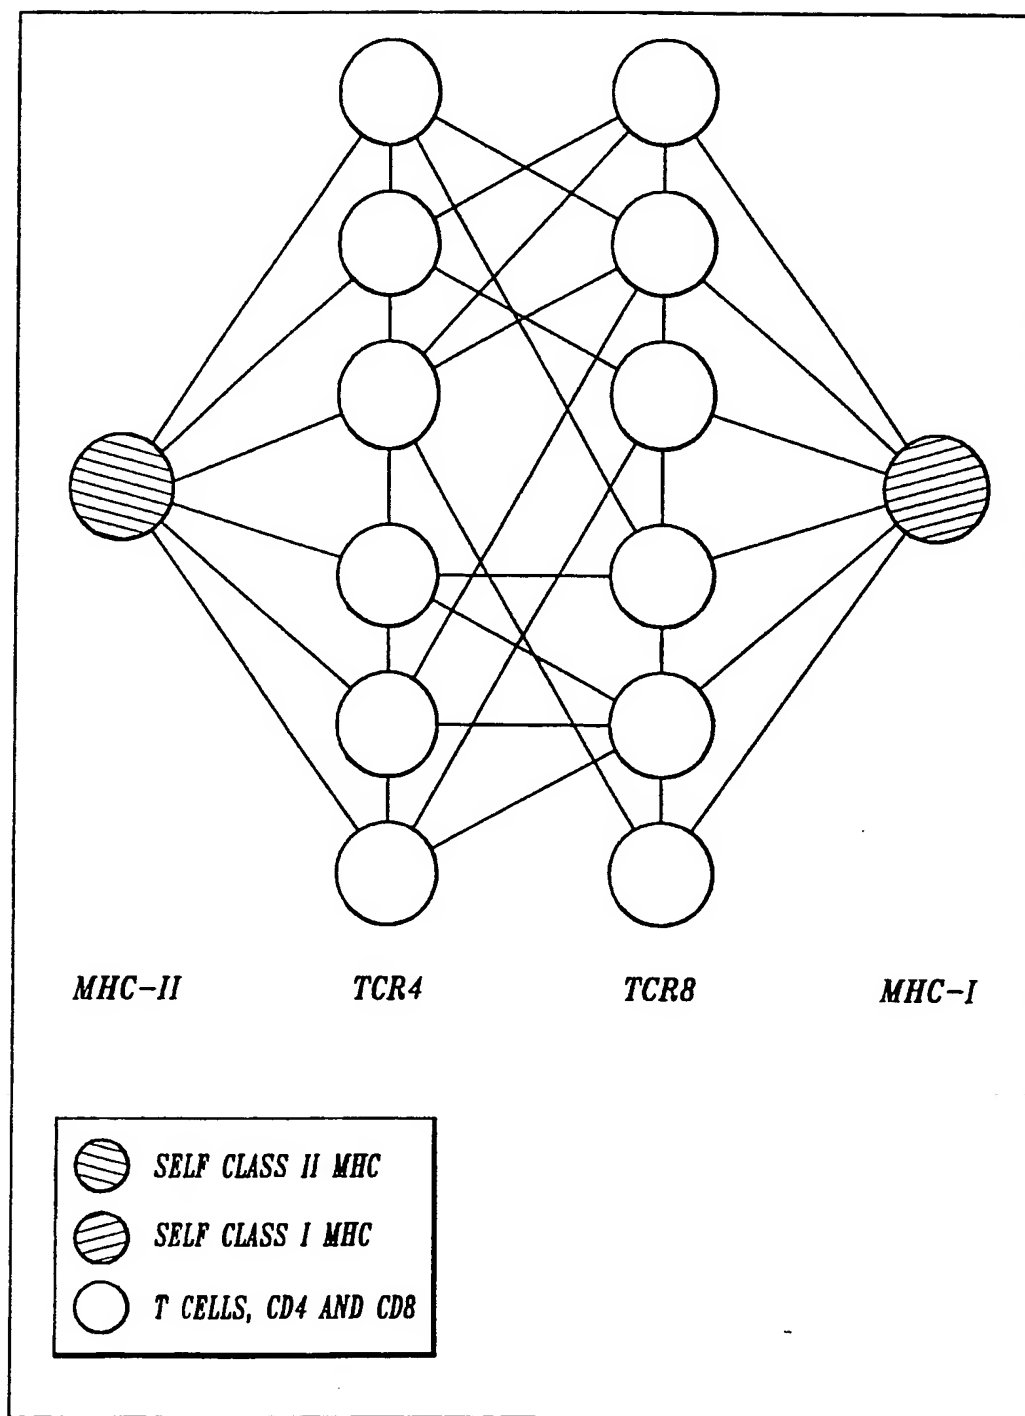 MHC-II TCR4 TCR8 MHC-I
SELF CLASS II MHC
SELF CLASS I MHC
T CELLS, CD4 AND CD8